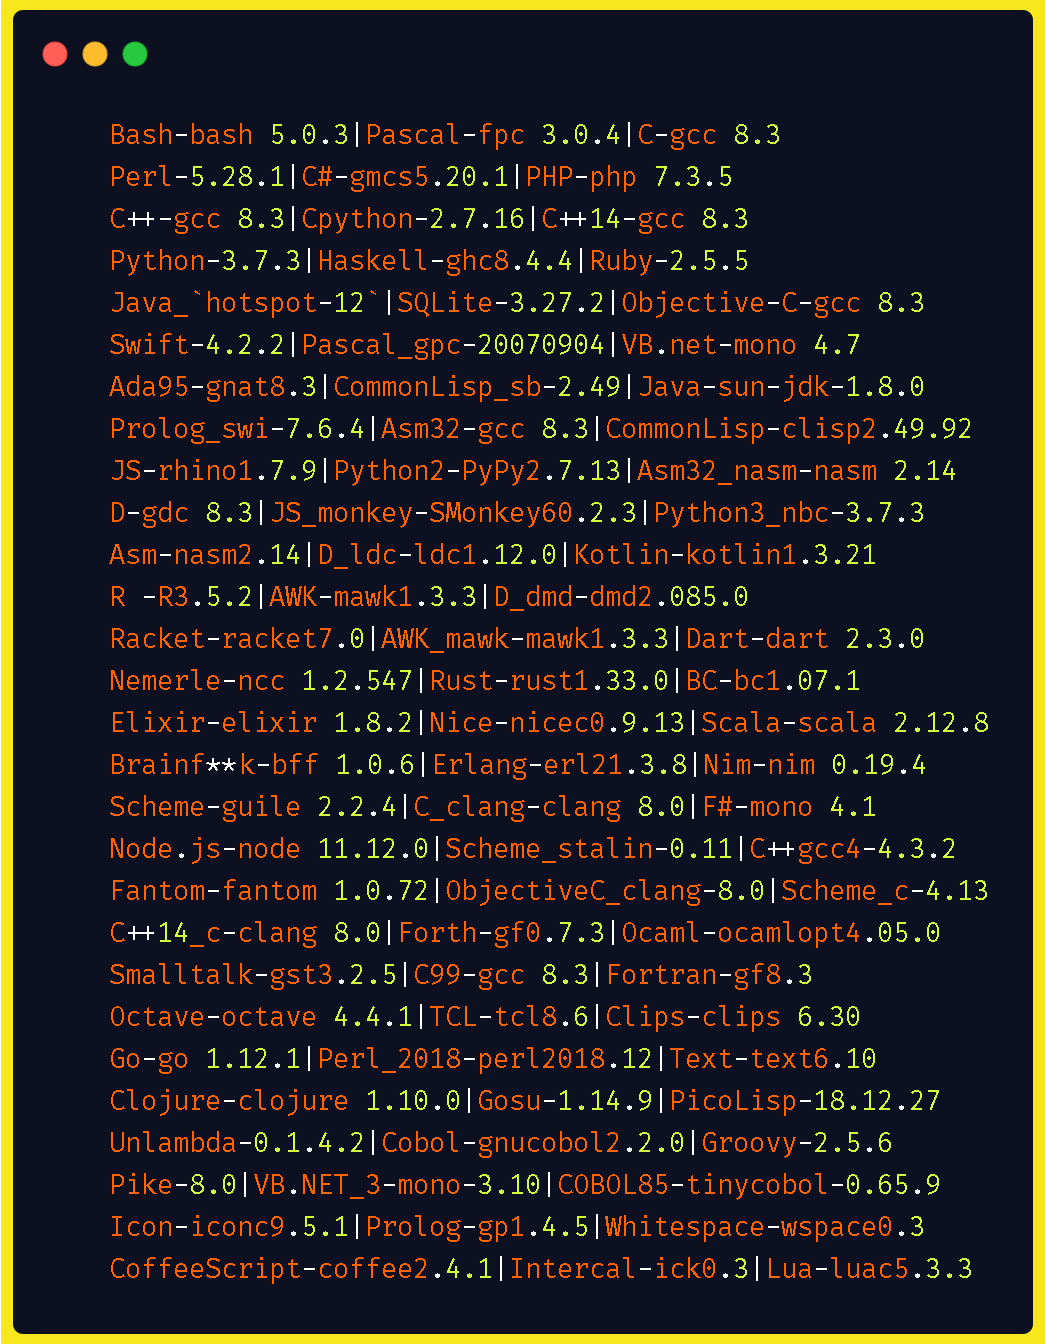 Bash-bash 5.0.3|Pascal-fpc 3.0.4|C-gcc 8.3
Perl-5.28.1|C#-gmcs5.20.1|PHP-php 7.3.5
C++-gcc 8.3|Cpython-2.7.16|C++14-gcc 8.3
Python-3.7.3|Haskell-ghc8.4.4|Ruby-2.5.5
Java_`hotspot-12`|SQLite-3.27.2|Objective-C-gcc 8.3
Swift-4.2.2|Pascal_gpc-20070904|VB.net-mono 4.7
Ada95-gnat8.3|CommonLisp_sb-2.49|Java-sun-jdk-1.8.0
Prolog_swi-7.6.4|Asm32-gcc 8.3|CommonLisp-clisp2.49.92
JS-rhino1.7.9|Python2-PyPy2.7.13|Asm32_nasm-nasm 2.14
D-gdc 8.3|JS_monkey-SMonkey60.2.3|Python3_nbc-3.7.3
Asm-nasm2.14|D_ldc-ldc1.12.0|Kotlin-kotlin1.3.21
R -R3.5.2|AWK-mawk1.3.3|D_dmd-dmd2.085.0
Racket-racket7.0|AWK_mawk-mawk1.3.3|Dart-dart 2.3.0
Nemerle-ncc 1.2.547|Rust-rust1.33.0|BC-bc1.07.1
Elixir-elixir 1.8.2|Nice-nicec0.9.13|Scala-scala 2.12.8
Brainf**k-bff 1.0.6|Erlang-erl21.3.8|Nim-nim 0.19.4
Scheme-guile 2.2.4|C_clang-clang 8.0|F#-mono 4.1
Node.js-node 11.12.0|Scheme_stalin-0.11|C++gcc4-4.3.2
Fantom-fantom 1.0.72|ObjectiveC_clang-8.0|Scheme_c-4.13
C++14_c-clang 8.0|Forth-gf0.7.3|Ocaml-ocamlopt4.05.0
Smalltalk-gst3.2.5|C99-gcc 8.3|Fortran-gf8.3
Octave-octave 4.4.1|TCL-tcl8.6|Clips-clips 6.30
Go-go 1.12.1|Perl_2018-perl2018.12|Text-text6.10
Clojure-clojure 1.10.0|Gosu-1.14.9|PicoLisp-18.12.27
Unlambda-0.1.4.2|Cobol-gnucobol2.2.0|Groovy-2.5.6
Pike-8.0|VB.NET_3-mono-3.10|COBOL85-tinycobol-0.65.9
Icon-iconc9.5.1|Prolog-gp1.4.5|Whitespace-wspace0.3
CoffeeScript-coffee2.4.1|Intercal-ick0.3|Lua-luac5.3.3